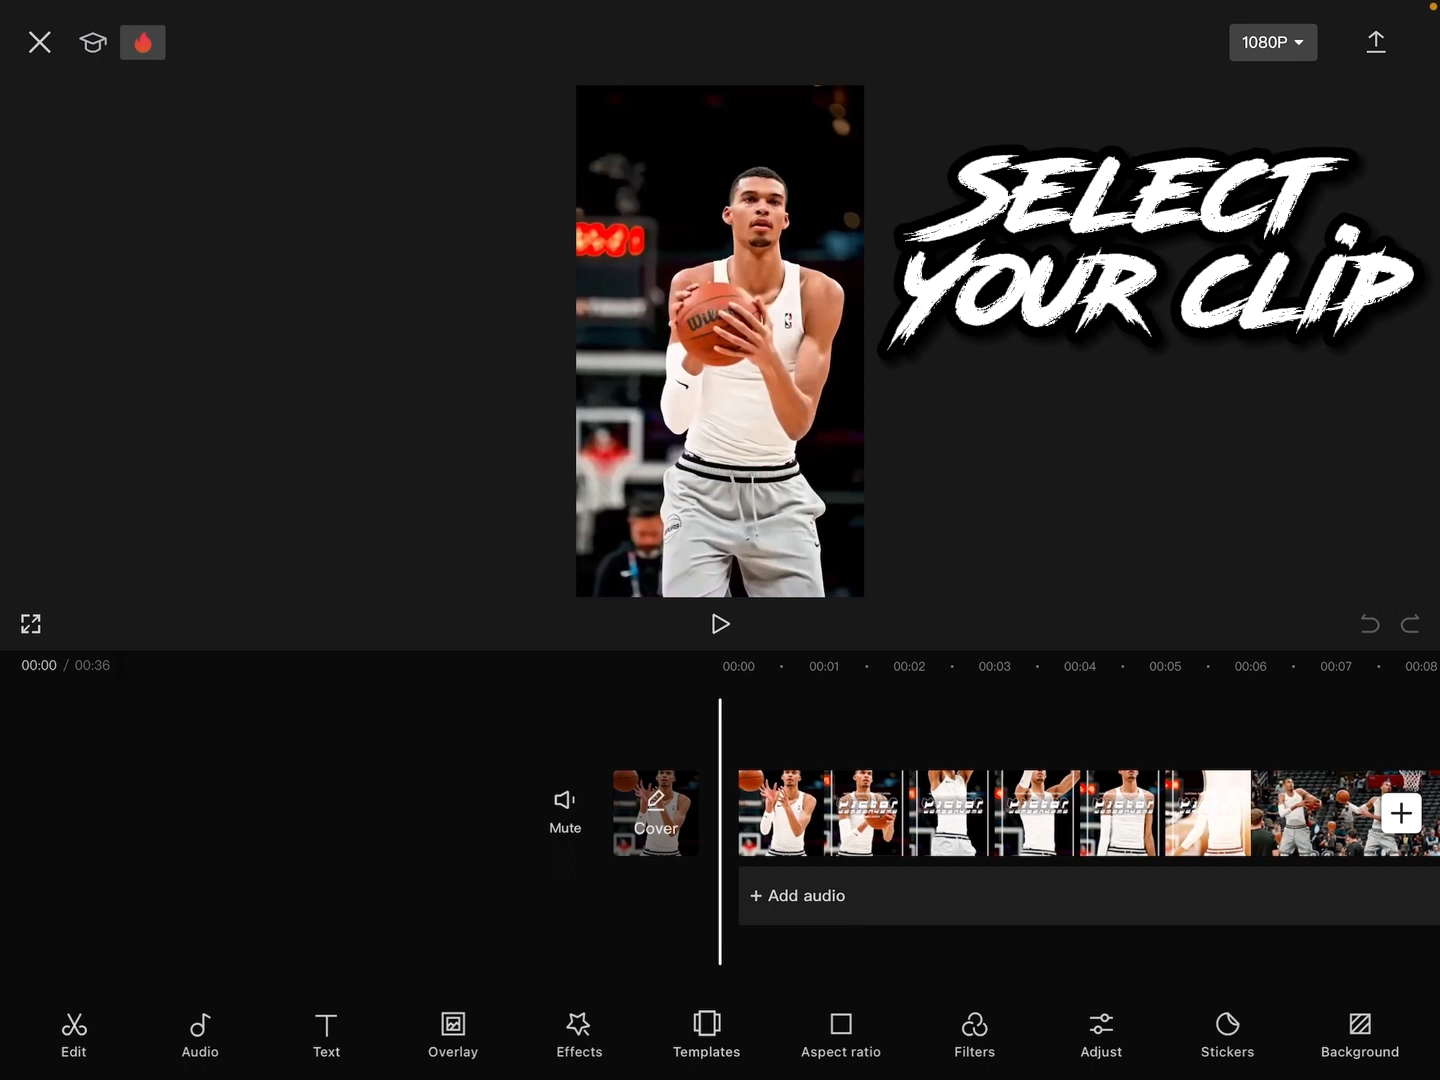 1080P
SELECT
YOUR CLIP
Wil
00:00 / 00:36
00:00 • 00:01 • 00:02 • 00:03 • 00:04 • 00:05 • 00:06 • 00:07 • 00:08
Mute
Cover
+ Add audio
Edit Audio Text Overlay Effects Templates Aspect ratio Filters Adjust Stickers Background